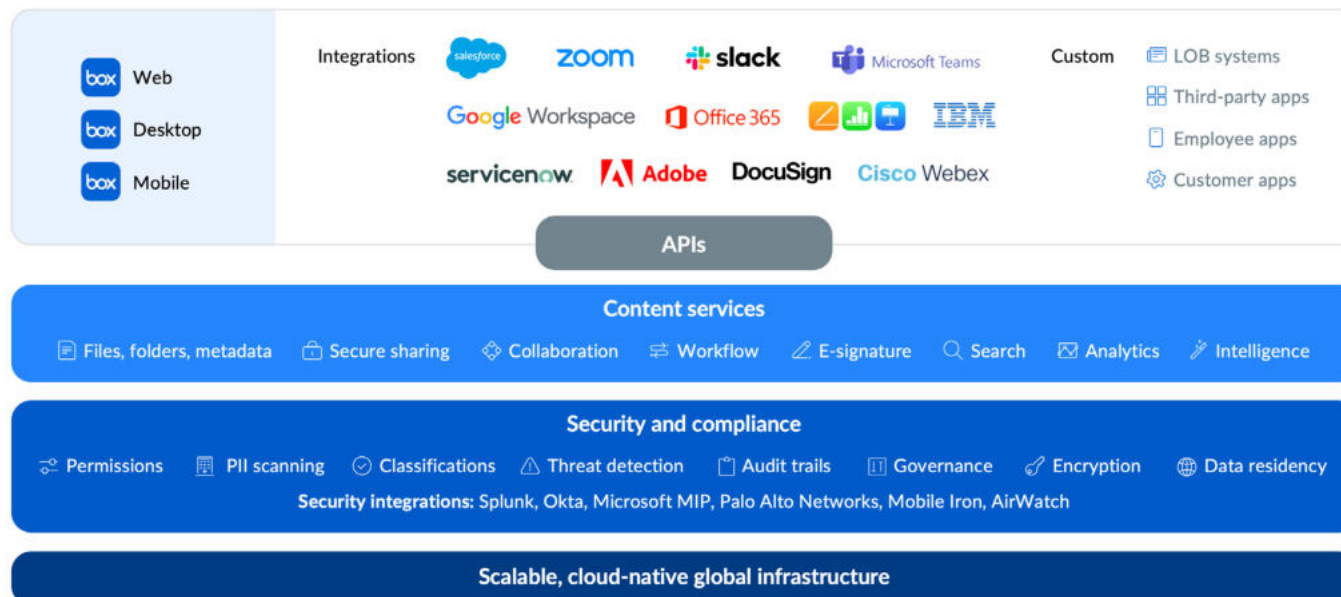 box Web
box Desktop
box Mobile
Integrations
salesforce
zoom
slack
Microsoft Teams
Google Workspace
Office 365
IBM
servicenow
Adobe
DocuSign
Cisco Webex
Custom
LOB systems
Third-party apps
Employee apps
Customer apps
APIs
Content services
Files, folders, metadata Secure sharing Collaboration Workflow E-signature Search Analytics Intelligence
Security and compliance
Permissions PII scanning Classifications Threat detection Audit trails Governance Encryption Data residency
Security integrations: Splunk, Okta, Microsoft MIP, Palo Alto Networks, Mobile Iron, AirWatch
Scalable, cloud-native global infrastructure